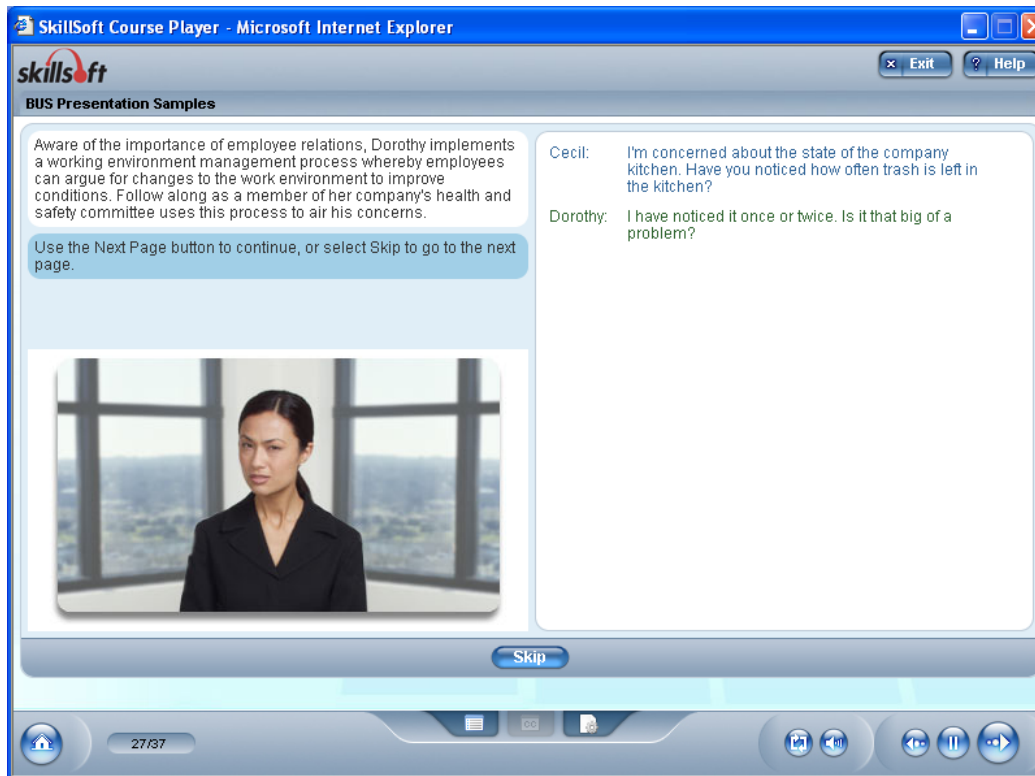 SkillSoft Course Player - Microsoft Internet Explorer
skillsoft
Exit
Help
BUS Presentation Samples
Aware of the importance of employee relations, Dorothy implements
a working environment management process whereby employees
can argue for changes to the work environment to improve
conditions. Follow along as a member of her company's health and
safety committee uses this process to air his concerns.
Use the Next Page button to continue, or select Skip to go to the next
page.
Cecil: I'm concerned about the state of the company
kitchen. Have you noticed how often trash is left in
the kitchen?
Dorothy: I have noticed it once or twice. Is it that big of a
problem?
Skip
CC
27/37